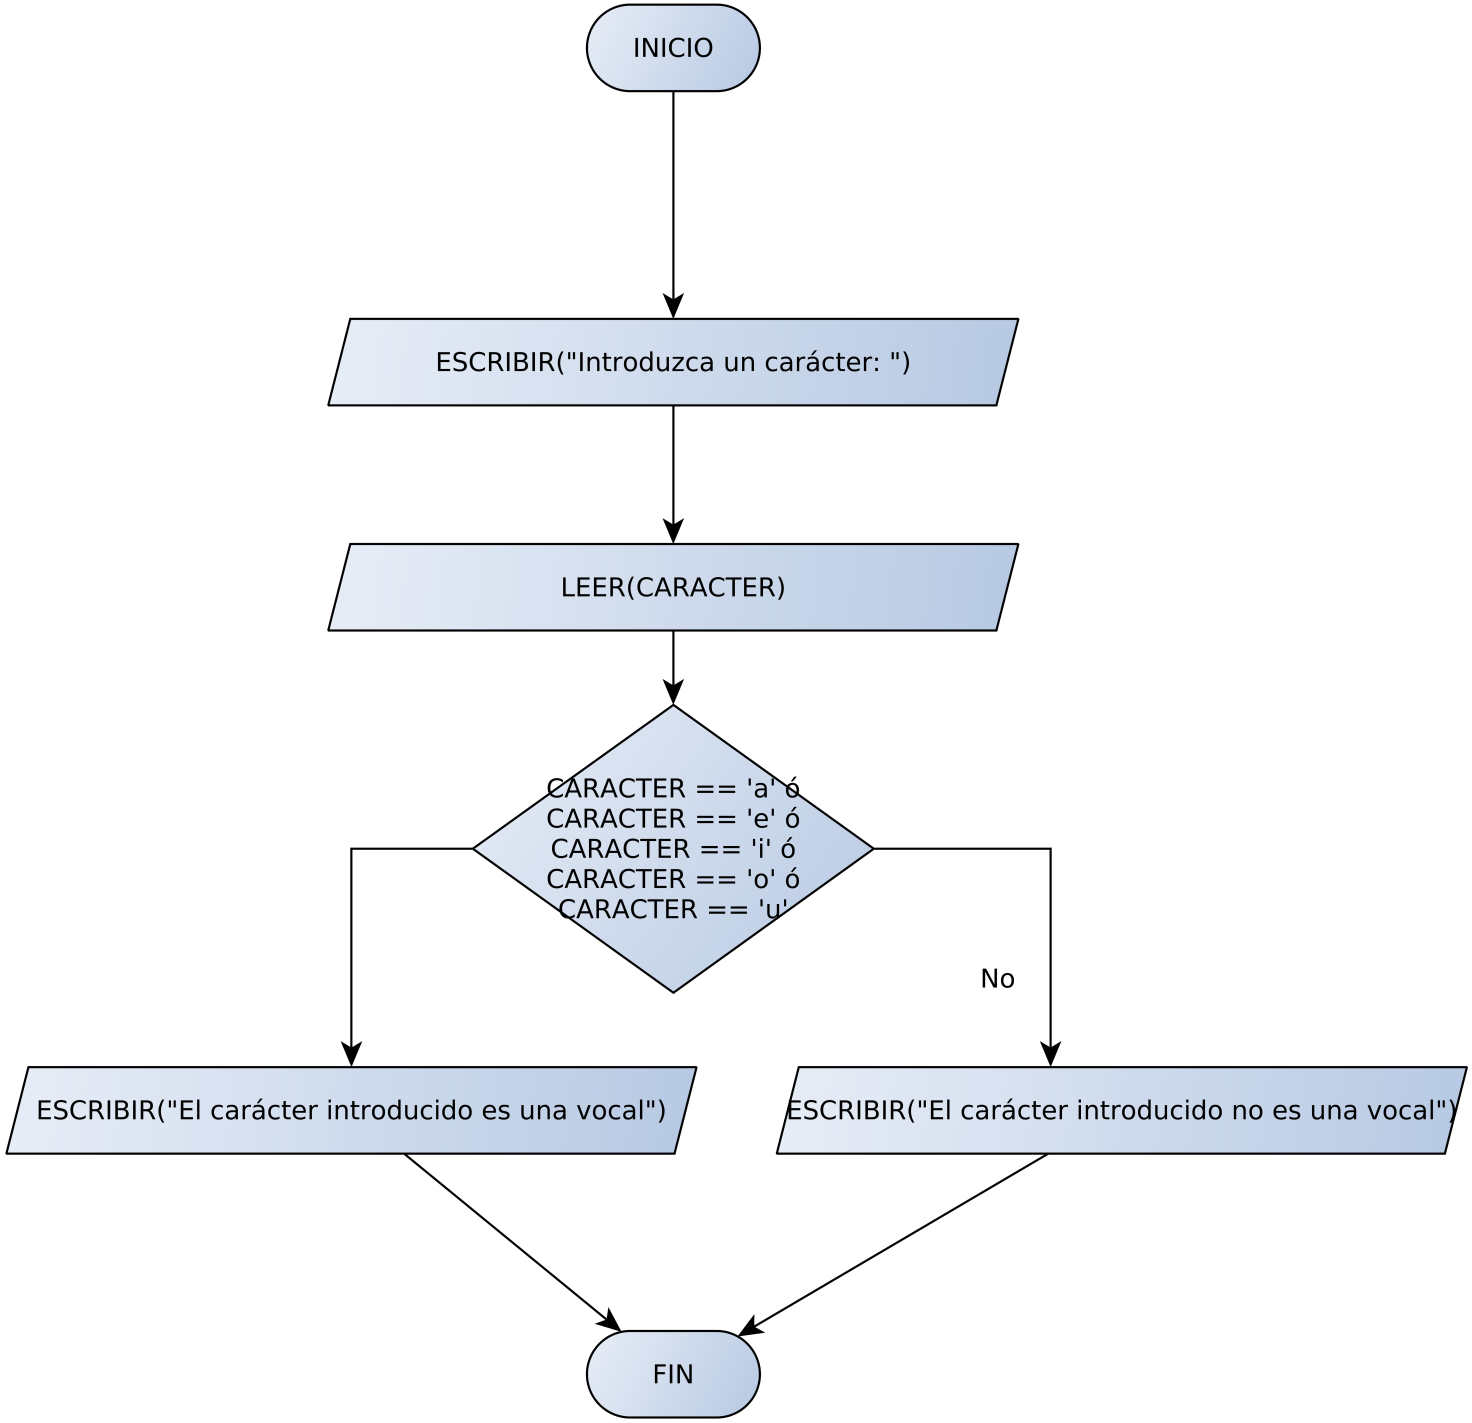 INICIO
ESCRIBIR("Introduzca un carácter: ")
LEER(CARACTER)
CARACTER == 'a' ó
CARACTER == 'e' ó
CARACTER == 'i' ó
CARACTER == 'o' ó
CARACTER == 'u'
No
ESCRIBIR("El carácter introducido es una vocal")
ESCRIBIR("El carácter introducido no es una vocal")
FIN